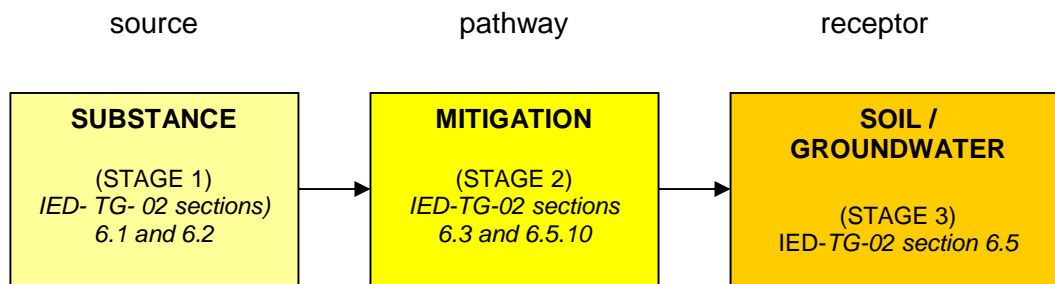 source
pathway
receptor
SUBSTANCE
(STAGE 1)
IED- TG- 02 sections)
6.1 and 6.2
MITIGATION
(STAGE 2)
IED-TG-02 sections
6.3 and 6.5.10
SOIL /
GROUNDWATER
(STAGE 3)
IED-TG-02 section 6.5